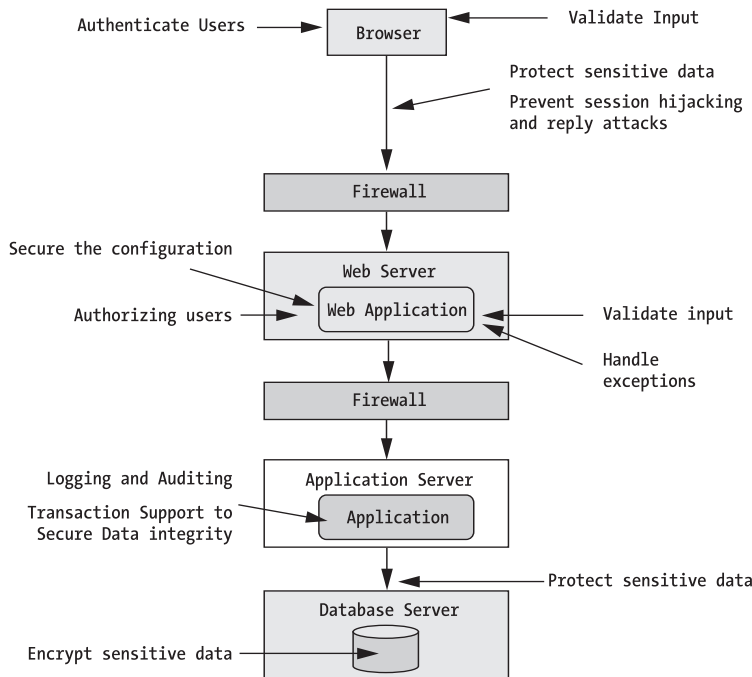 Authenticate Users
Browser
Validate Input
Protect sensitive data
Prevent session hijacking
and reply attacks
Firewall
Secure the configuration
Web Server
Web Application
Authorizing users
Validate input
Handle
exceptions
Firewall
Logging and Auditing
Application Server
Transaction Support to
Secure Data integrity
Application
Protect sensitive data
Database Server
Encrypt sensitive data